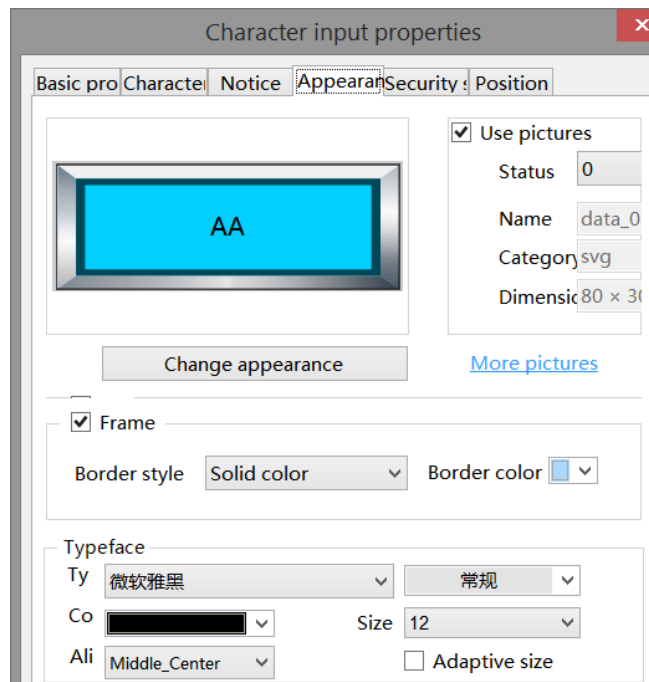 Character input properties
Basic pro Character Notice Appearan Security s Position
AA
Use pictures
Status 0
Name data_0
Category svg
Dimensio 80 × 30
Change appearance
More pictures
Frame
Border style Solid color
Border color
Typeface
Ty 微软雅黑 常规
Co
Size 12
Ali Middle_Center
Adaptive size